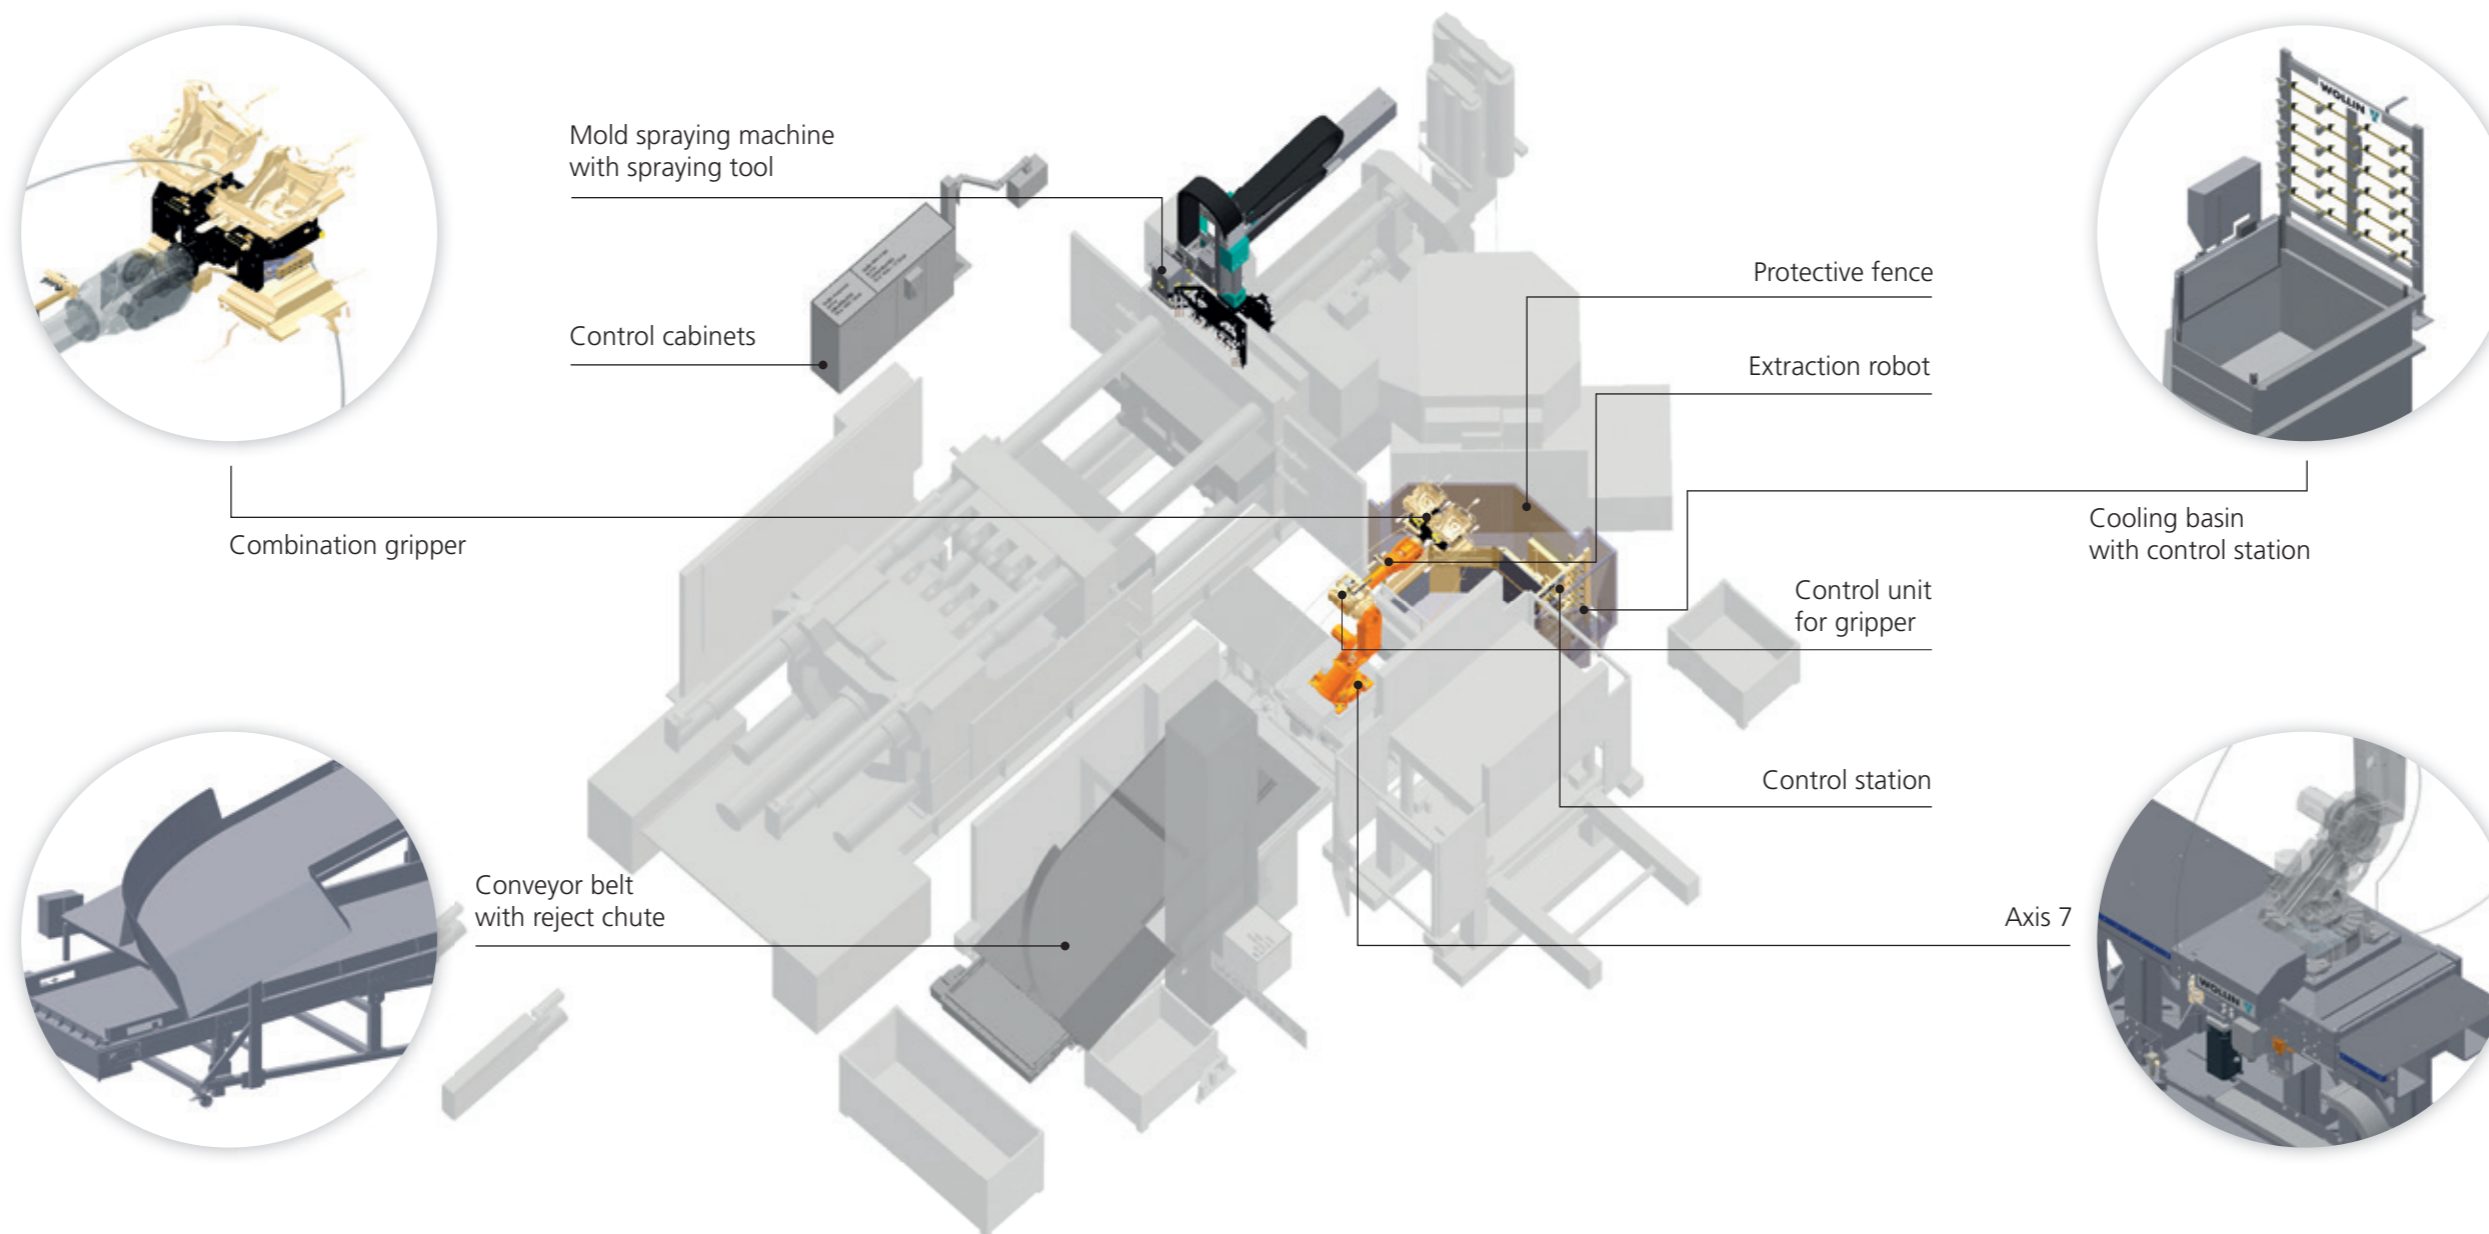 WOLLIN
Mold spraying machine
with spraying tool
Protective fence
Control cabinets
Extraction robot
Combination gripper
Cooling basin
with control station
Control unit
for gripper
Control station
Conveyor belt
with reject chute
Axis 7
WOLLIN